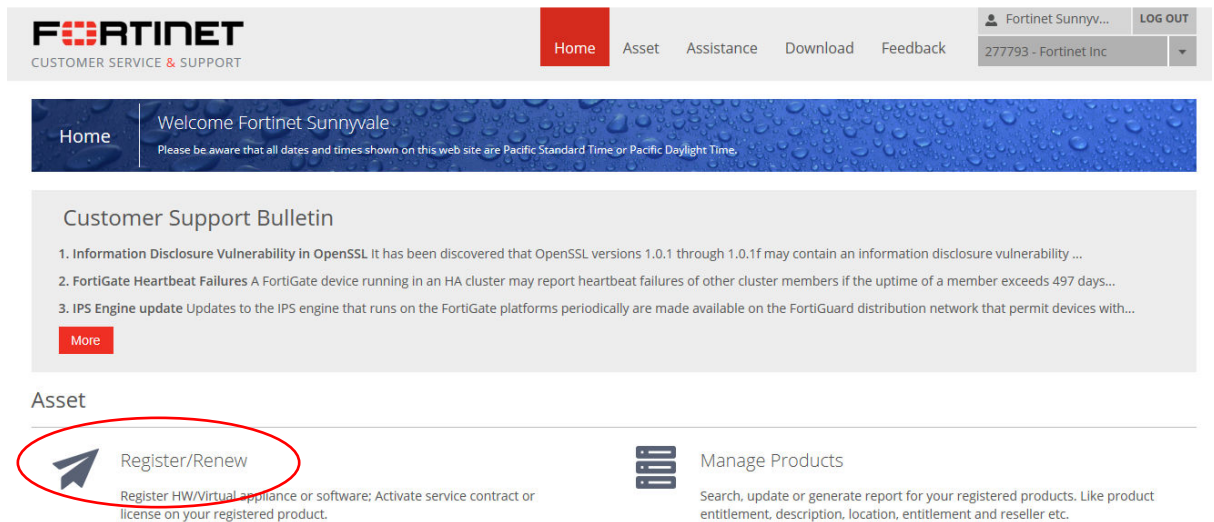 FORTINET
CUSTOMER SERVICE & SUPPORT
Home Asset Assistance Download Feedback
Fortinet Sunnyv... LOG OUT
277793 - Fortinet Inc
Home
Welcome Fortinet Sunnyvale
Please be aware that all dates and times shown on this web site are Pacific Standard Time or Pacific Daylight Time.
Customer Support Bulletin
1. Information Disclosure Vulnerability in OpenSSL It has been discovered that OpenSSL versions 1.0.1 through 1.0.1f may contain an information disclosure vulnerability ...
2. FortiGate Heartbeat Failures A FortiGate device running in an HA cluster may report heartbeat failures of other cluster members if the uptime of a member exceeds 497 days...
3. IPS Engine update Updates to the IPS engine that runs on the FortiGate platforms periodically are made available on the FortiGuard distribution network that permit devices with...
More
Asset
Register/Renew
Register HW/Virtual appliance or software; Activate service contract or
license on your registered product.
Manage Products
Search, update or generate report for your registered products. Like product
entitlement, description, location, entitlement and reseller etc.